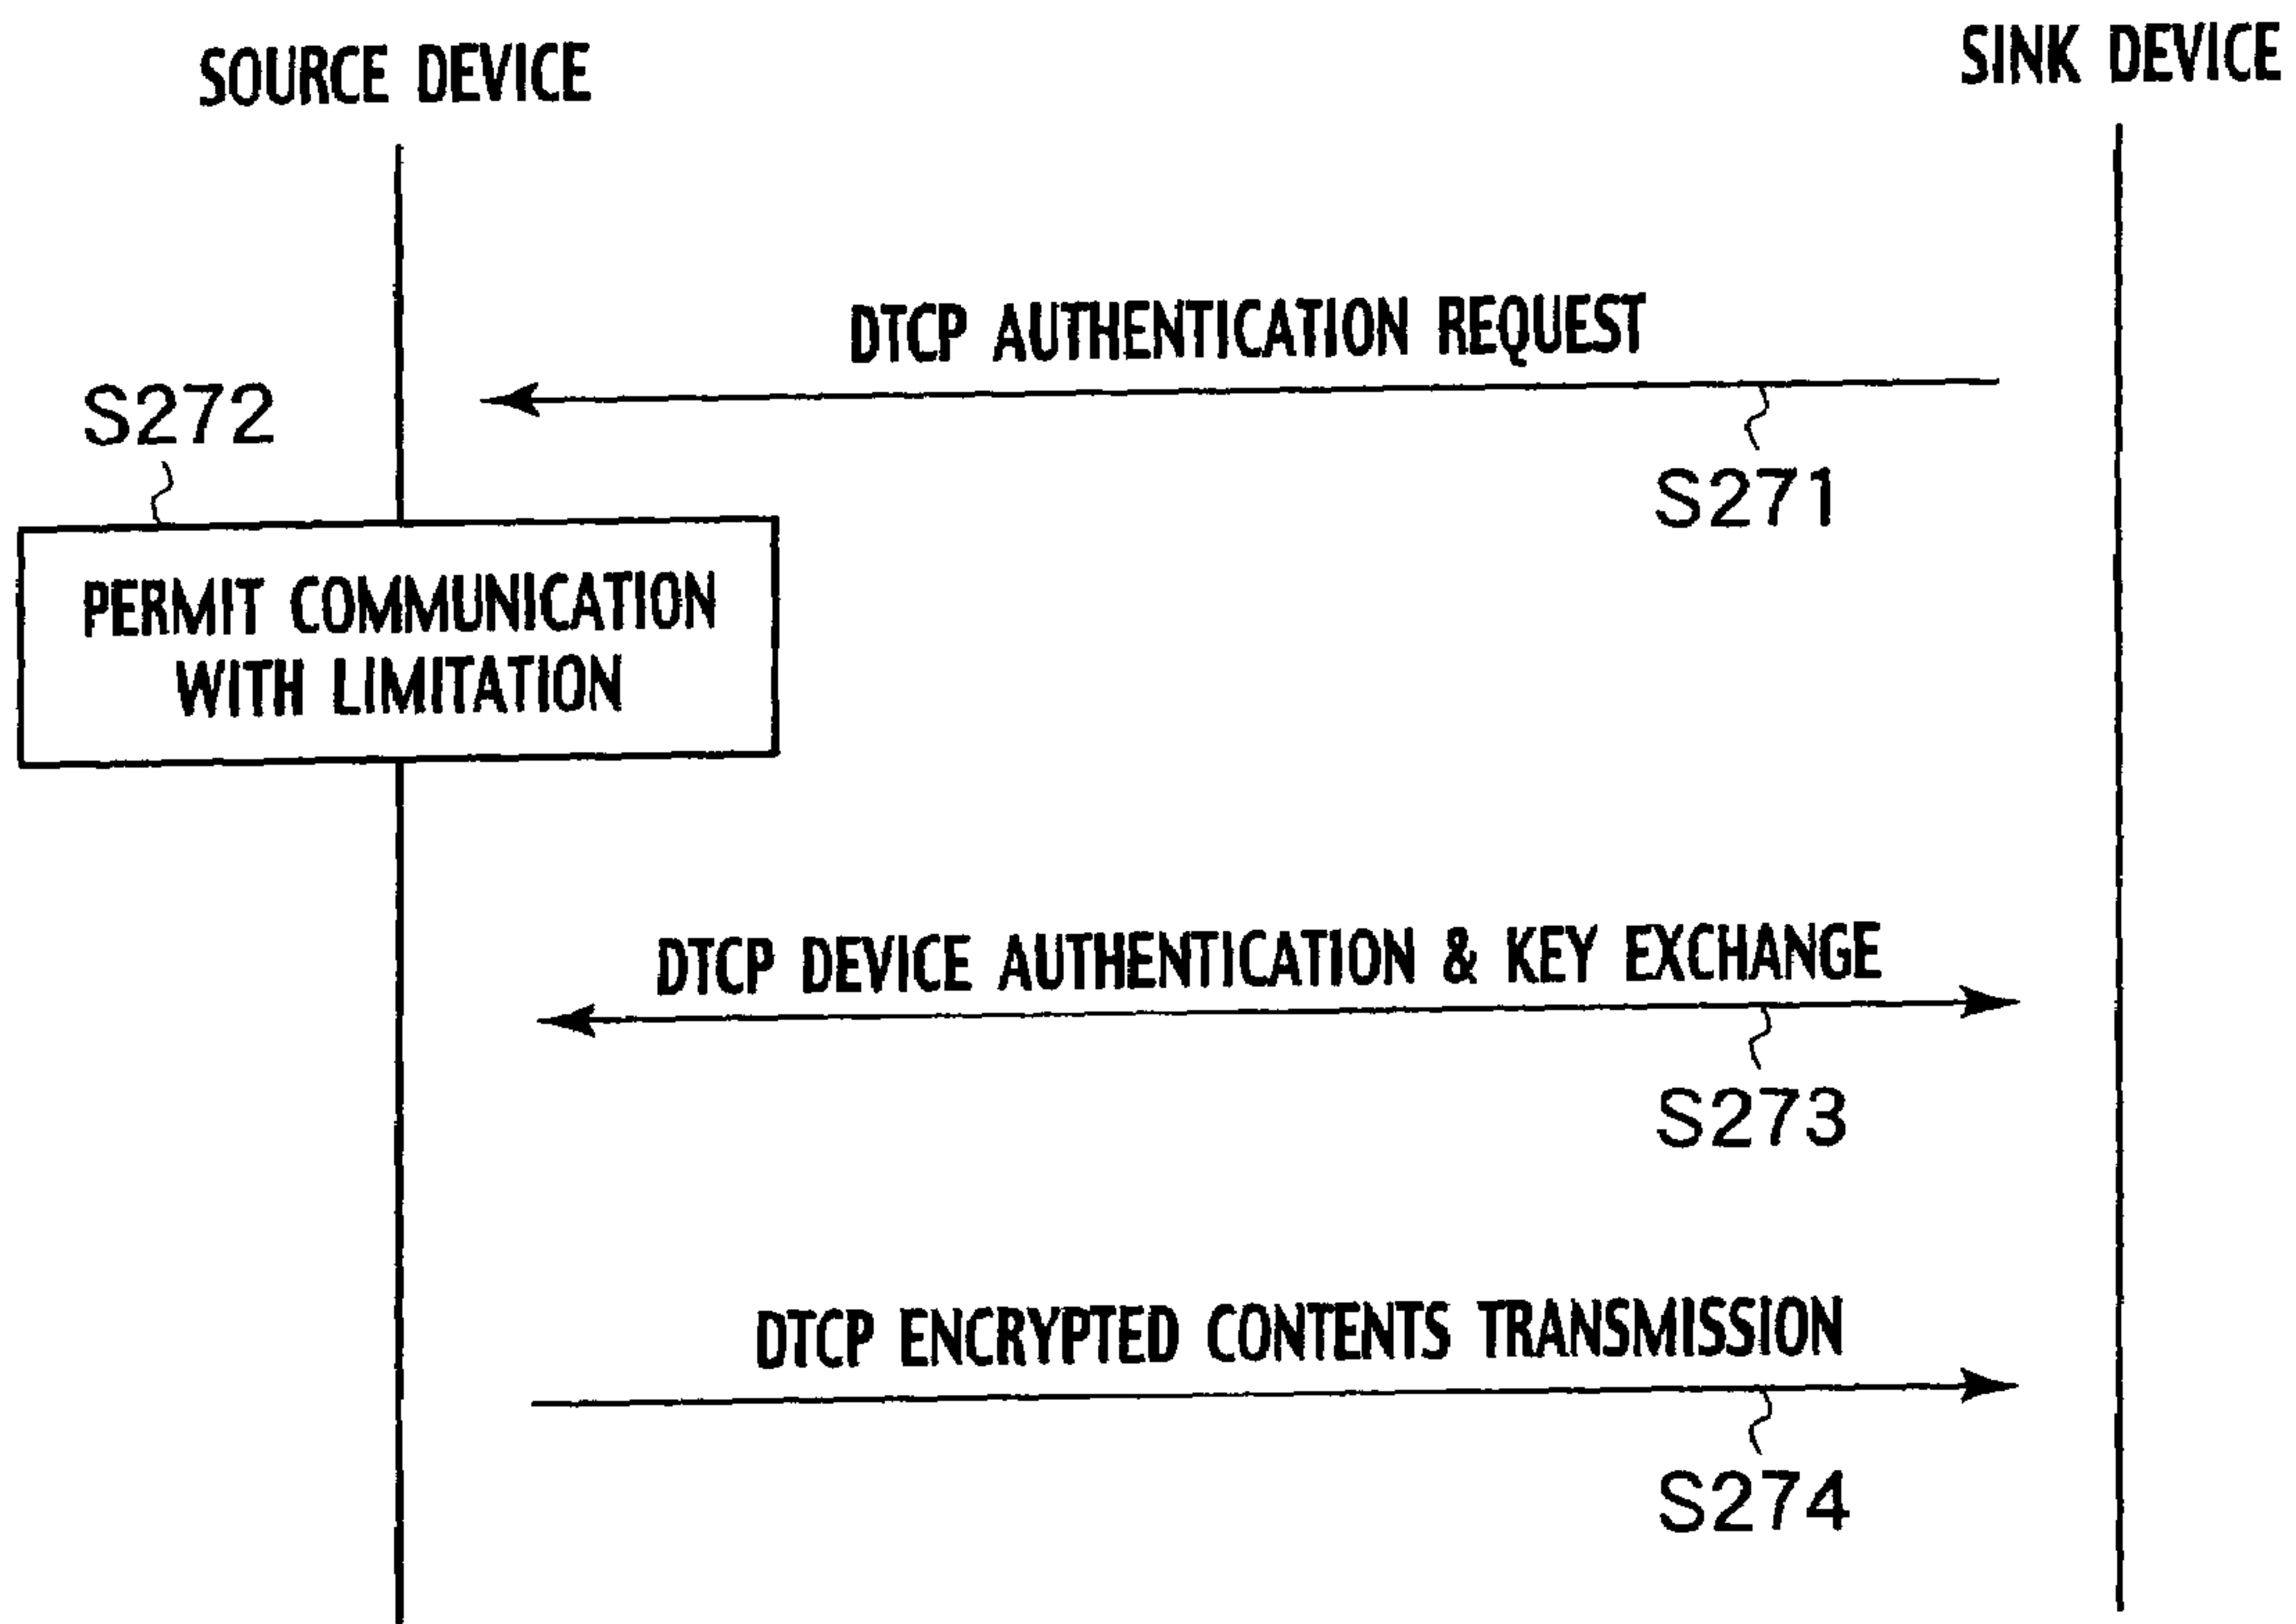 SOURCE DEVICE
SINK DEVICE
DTCP AUTHENTICATION REQUEST
S272
S271
PERMIT COMMUNICATION
WITH LIMITATION
DTCP DEVICE AUTHENTICATION & KEY EXCHANGE
S273
DTCP ENCRYPTED CONTENTS TRANSMISSION
S274